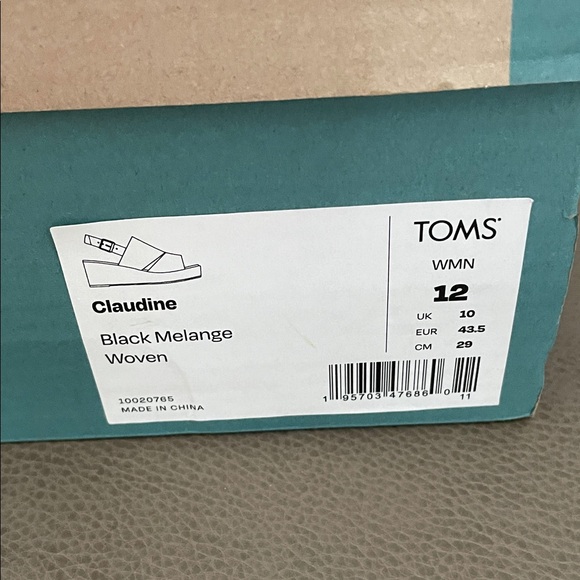 Claudine
Black Melange
Woven
10020765
MADE IN CHINA
TOMS
WMN
12
UK 10
EUR 43.5
CM 29
1 95703 47686 0 11